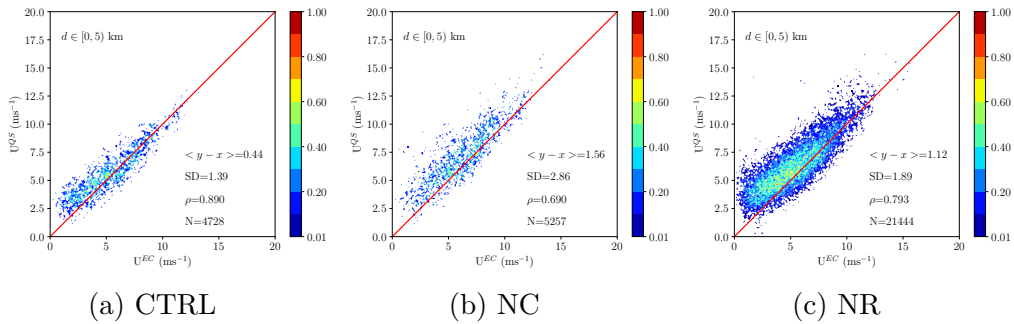 20.0
17.5
15.0
12.5
10.0
7.5
5.0
2.5
0.0
U^{QS} (ms^{-1})
d ∈ [0, 5) km
< y − x >=0.44
SD=1.39
ρ=0.890
N=4728
0 5 10 15 20
U^{EC} (ms^{-1})
1.00
0.80
0.60
0.40
0.20
0.01
(a) CTRL
20.0
17.5
15.0
12.5
10.0
7.5
5.0
2.5
0.0
U^{QS} (ms^{-1})
d ∈ [0, 5) km
< y − x >=1.56
SD=2.86
ρ=0.690
N=5257
0 5 10 15 20
U^{EC} (ms^{-1})
1.00
0.80
0.60
0.40
0.20
0.01
(b) NC
20.0
17.5
15.0
12.5
10.0
7.5
5.0
2.5
0.0
U^{QS} (ms^{-1})
d ∈ [0, 5) km
< y − x >=1.12
SD=1.89
ρ=0.793
N=21444
0 5 10 15 20
U^{EC} (ms^{-1})
1.00
0.80
0.60
0.40
0.20
0.01
(c) NR